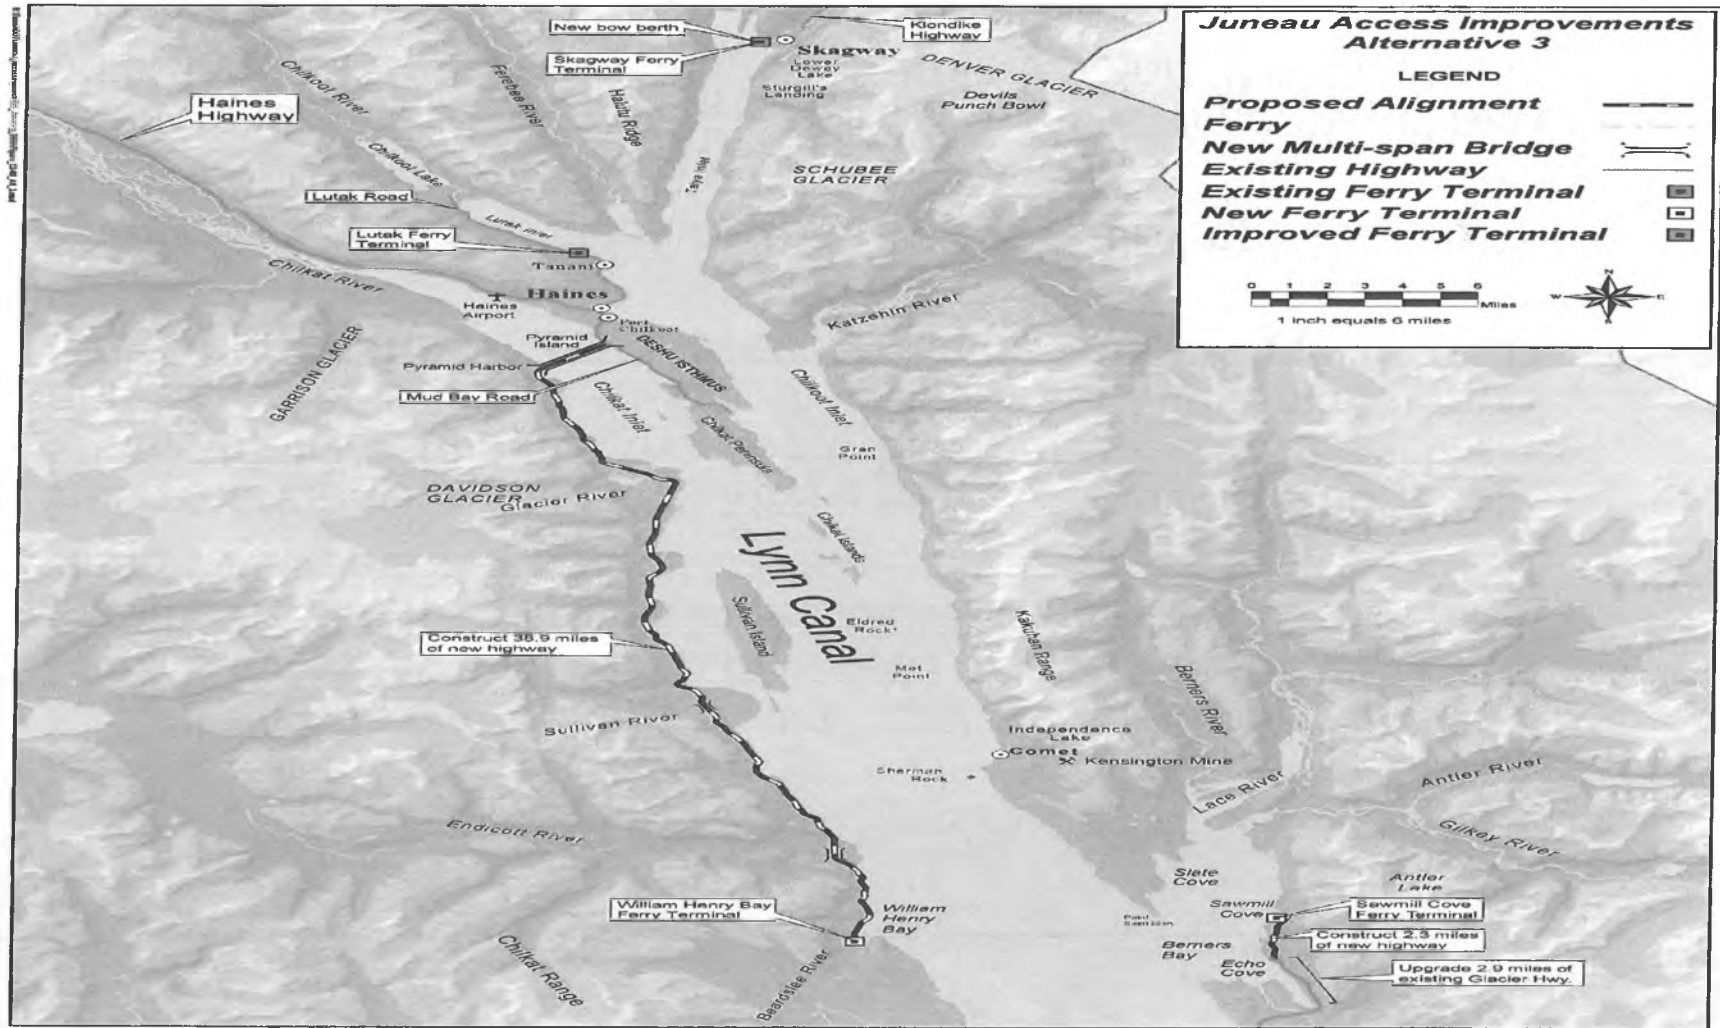 Juneau Access Improvements
Alternative 3
LEGEND
Proposed Alignment
Ferry
New Multi-span Bridge
Existing Highway
Existing Ferry Terminal
New Ferry Terminal
Improved Ferry Terminal
0 1 2 3 4 5 6
Miles
1 inch equals 6 miles
N
W
E
S
New bow berth
Klondike
Highway
Skagway Ferry
Terminal
Skagway
Lower
Dewey
Lake
Sturgill's
Landing
DENVER GLACIER
Devils
Punch Bowl
Haines
Highway
Chilkoot River
Ferebee River
Halutu Ridge
Taiya Inlet
SCHUBEE
GLACIER
Chilkoot Lake
Lutak Road
Lutak Inlet
Lutak Ferry
Terminal
Tanani
Chilkat River
Haines
Haines
Airport
Port
Chilkoot
Katzehin River
Pyramid
Island
DESHU ISTHMUS
GARRISON GLACIER
Pyramid Harbor
Mud Bay Road
Chilkat Inlet
Chilkoot Inlet
Chilkat Peninsula
Gran
Point
DAVIDSON
GLACIER
Glacier River
Chilkat Islands
Lynn Canal
Sullivan Island
Eldred
Rock
Kakuhan Range
Construct 38.9 miles
of new highway
Met
Point
Berners River
Sullivan River
Independence
Lake
Comet
Kensington Mine
Sherman
Rock
Lace River
Antler River
Endicott River
Gilkey River
Slate
Cove
Antler
Lake
William Henry Bay
Ferry Terminal
William
Henry
Bay
Sawmill
Cove
Sawmill Cove
Ferry Terminal
Construct 2.3 miles
of new highway
Chilkat Range
Beardslee River
Berners
Bay
Echo
Cove
Upgrade 2.9 miles of
existing Glacier Hwy.